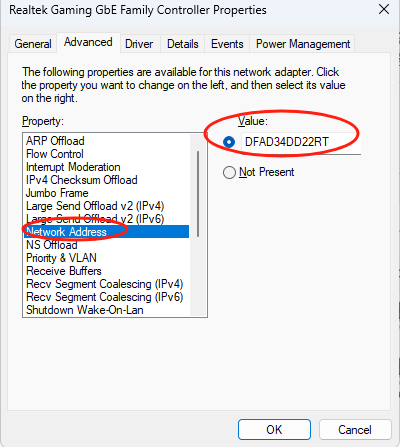 Realtek Gaming GbE Family Controller Properties
General Advanced Driver Details Events Power Management
The following properties are available for this network adapter. Click
the property you want to change on the left, and then select its value
on the right.
Property:
Value:
ARP Offload
Flow Control
Interrupt Moderation
IPv4 Checksum Offload
Jumbo Frame
Large Send Offload v2 (IPv4)
Large Send Offload v2 (IPv6)
Network Address
NS Offload
Priority & VLAN
Receive Buffers
Recv Segment Coalescing (IPv4)
Recv Segment Coalescing (IPv6)
Shutdown Wake-On-Lan
DFAD34DD22RT
Not Present
OK Cancel